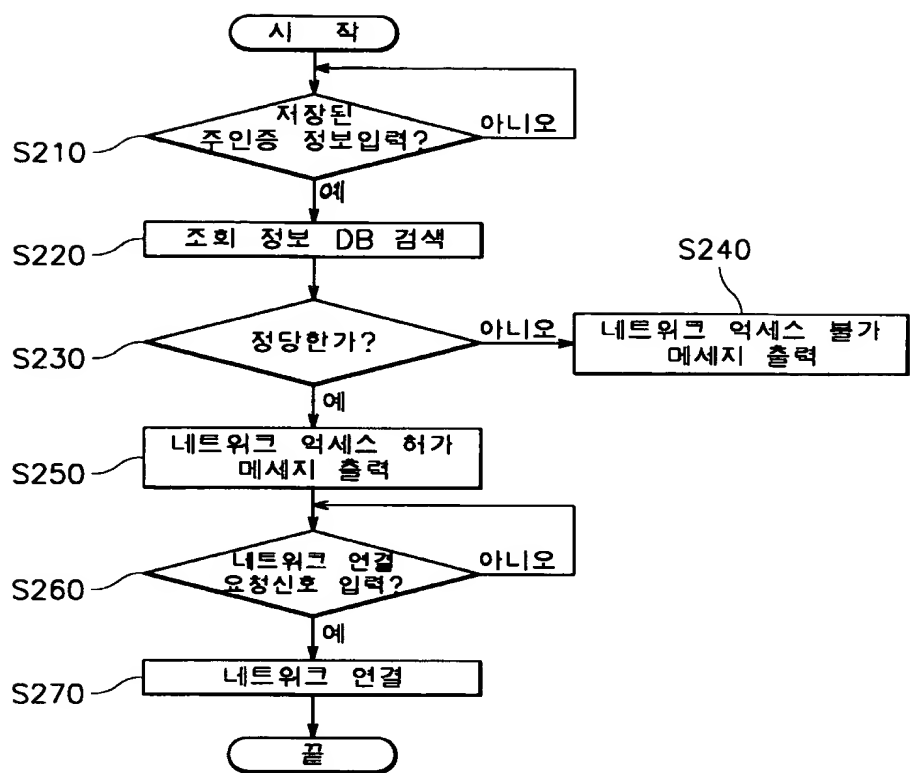 시 작
저장된
주인증 정보입력?
아니오
S210
예
조회 정보 DB 검색
S220
S240
정당한가?
아니오
네트워크 억세스 불가
메세지 출력
S230
예
네트워크 억세스 허가
메세지 출력
S250
네트워크 연결
요청신호 입력?
아니오
S260
예
네트워크 연결
S270
끝